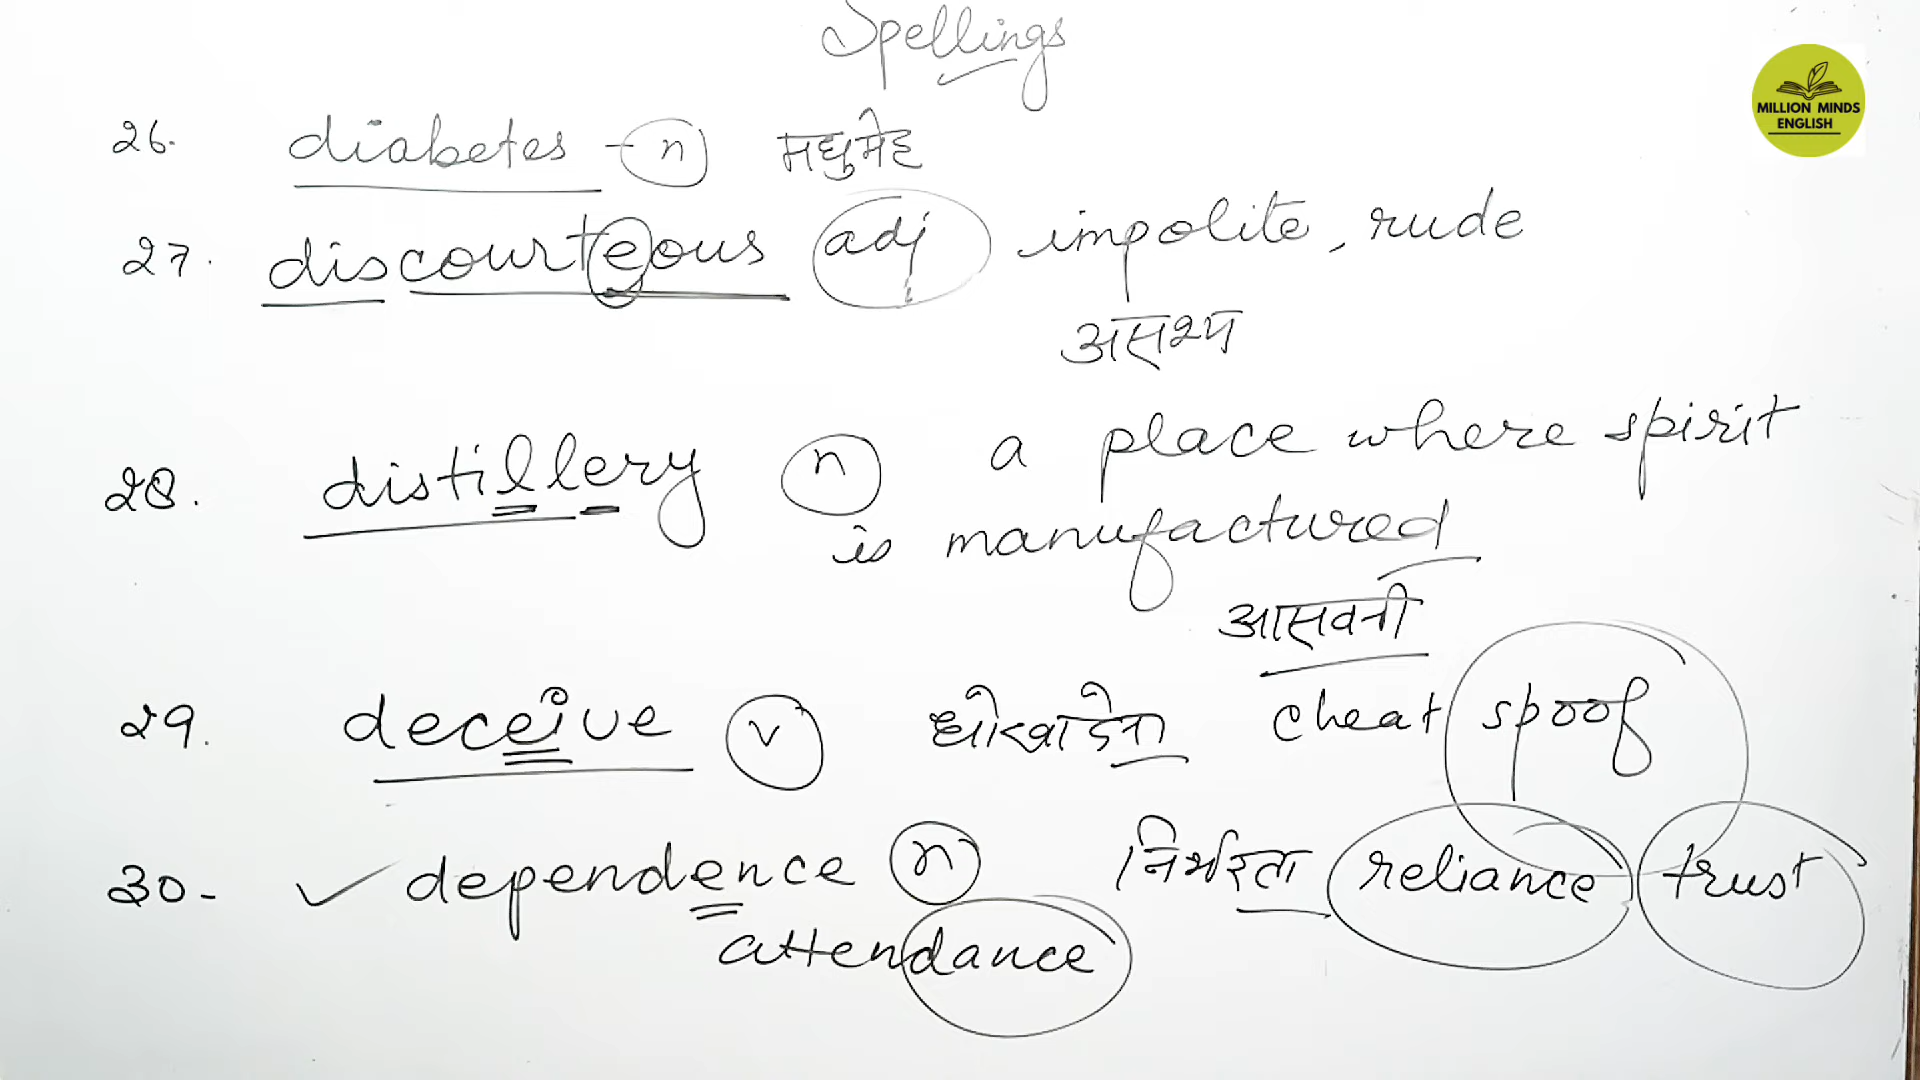 Spellings
MILLION MINDS
ENGLISH
26. diabetes - n मधुमेह
27. discourteous adj impolite, rude
असभ्य
28. distillery n a place where spirit
is manufactured
आसवनी
29. deceive v धोखा देना cheat spoof
30- dependence n निर्भरता reliance trust
attendance